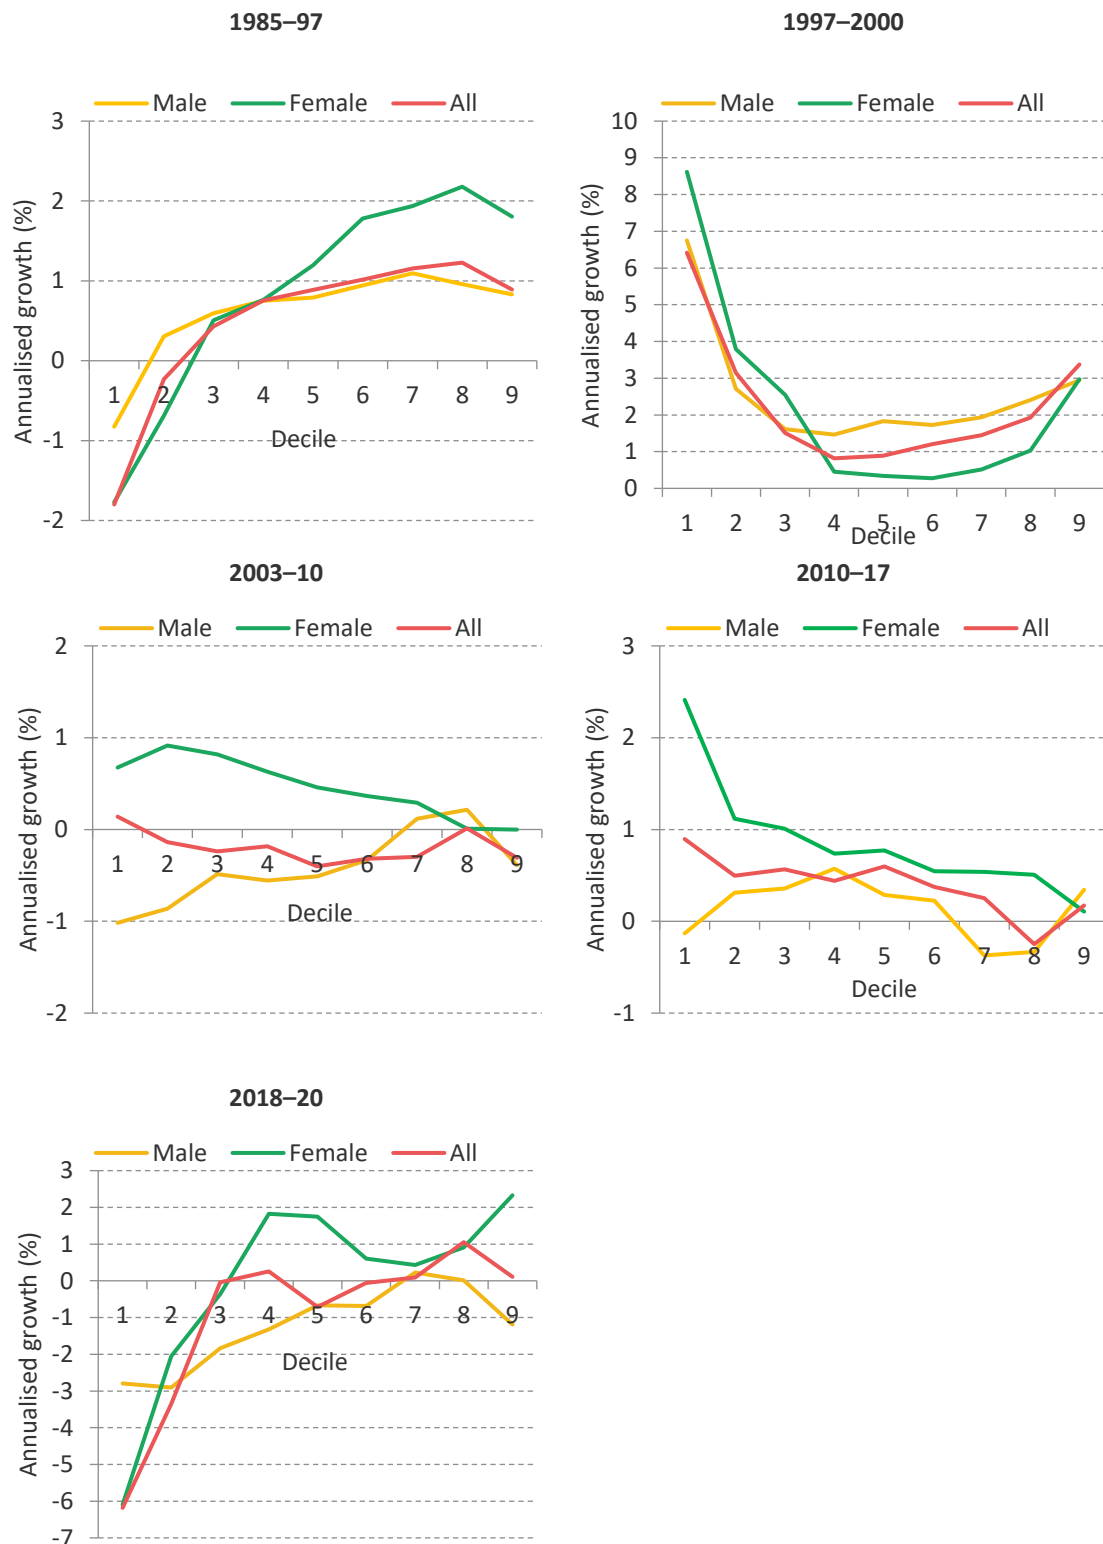 1985–97
Male Female All
Annualised growth (%)
3
2
1
0
-1
-2
1 2 3 4 5 6 7 8 9
Decile
1997–2000
Male Female All
Annualised growth (%)
10
9
8
7
6
5
4
3
2
1
0
1 2 3 4 5 6 7 8 9
Decile
2003–10
Male Female All
Annualised growth (%)
2
1
0
-1
-2
1 2 3 4 5 6 7 8 9
Decile
2010–17
Male Female All
Annualised growth (%)
3
2
1
0
-1
1 2 3 4 5 6 7 8 9
Decile
2018–20
Male Female All
Annualised growth (%)
3
2
1
0
-1
-2
-3
-4
-5
-6
-7
1 2 3 4 5 6 7 8 9
Decile